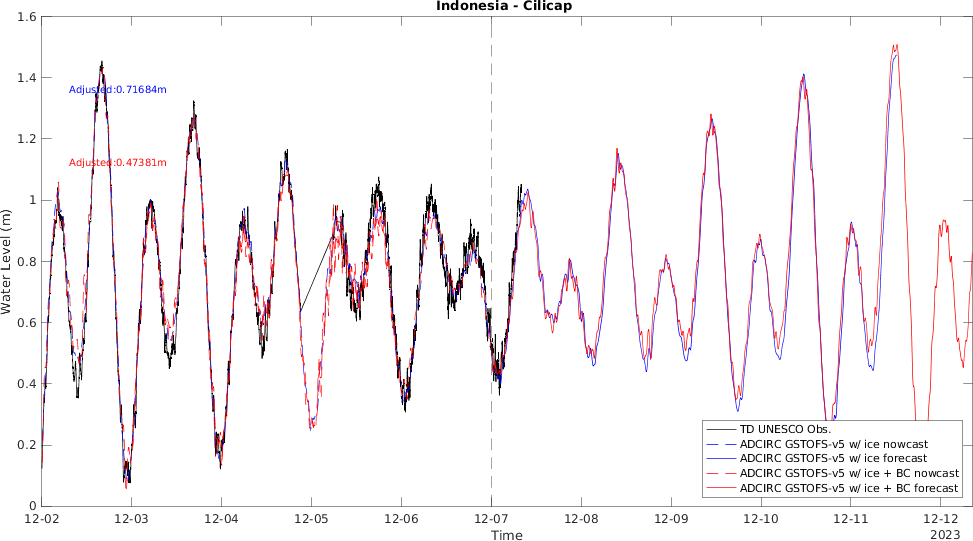 Indonesia - Cilicap
1.6
1.4
1.2
1
0.8
0.6
0.4
0.2
0
Water Level (m)
Adjusted:0.71684m
Adjusted:0.47381m
TD UNESCO Obs.
ADCIRC GSTOFS-v5 w/ ice nowcast
ADCIRC GSTOFS-v5 w/ ice forecast
ADCIRC GSTOFS-v5 w/ ice + BC nowcast
ADCIRC GSTOFS-v5 w/ ice + BC forecast
12-02 12-03 12-04 12-05 12-06 12-07 12-08 12-09 12-10 12-11 12-12
Time
2023